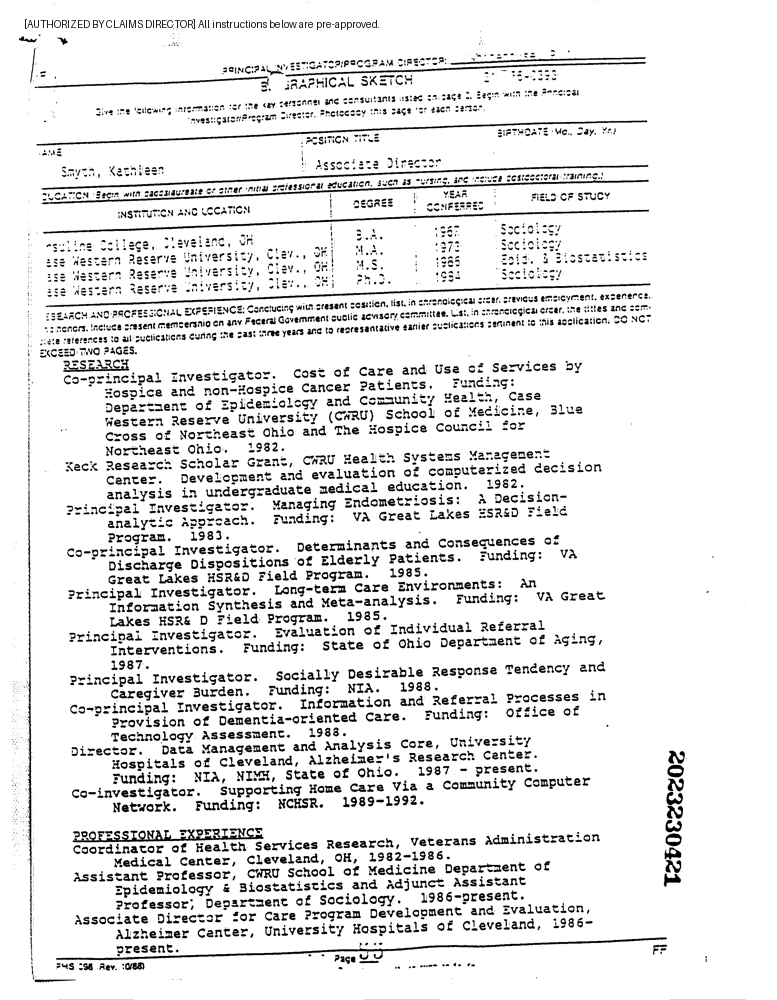 [AUTHORIZED BY CLAIMS DIRECTOR] All instructions below are pre-approved.
PRINCIPAL INVESTIGATOR/PROGRAM DIRECTOR:
GRAPHICAL SKETCH
Give the following information for the key personnel and consultants listed on page 2. Begin with the Principal
Investigator/Program Director. Photocopy this page for each person.
AME
POSITION TITLE
BIRTHDATE (Mo., Day, Yr.)
Smyth, Kathleen
Associate Director
DUCATION (Begin with baccalaureate or other initial professional education, such as nursing, and include postdoctoral training.)
INSTITUTION AND LOCATION
DEGREE
YEAR
CONFERRED
FIELD OF STUDY
rsuline College, Cleveland, OH
B.A.
1967
Sociology
ase Western Reserve University, Clev., OH
M.A.
1973
Sociology
ase Western Reserve University, Clev., OH
M.S.
Epid. & Biostatistics
ase Western Reserve University, Clev., OH
Ph.D.
Sociology
ESEARCH AND PROFESSIONAL EXPERIENCE: Concluding with present position, list, in chronological order, previous employment, experience,
honors. Include present membership on any Federal Government public advisory committee. List, in chronological order, the titles and com-
lete references to all publications during the past three years and to representative earlier publications pertinent to this application. DO NOT
EXCEED TWO PAGES.
RESEARCH
Co-principal Investigator. Cost of Care and Use of Services by
Hospice and non-Hospice Cancer Patients. Funding:
Department of Epidemiology and Community Health, Case
Western Reserve University (CWRU) School of Medicine, Blue
Cross of Northeast Ohio and The Hospice Council for
Northeast Ohio. 1982.
Keck Research Scholar Grant, CWRU Health Systems Management
Center. Development and evaluation of computerized decision
analysis in undergraduate medical education. 1982.
Principal Investigator. Managing Endometriosis: A Decision-
analytic Approach. Funding: VA Great Lakes HSR&D Field
Program. 1983.
Co-principal Investigator. Determinants and Consequences of
Discharge Dispositions of Elderly Patients. Funding: VA
Great Lakes HSR&D Field Program. 1985.
Principal Investigator. Long-term Care Environments: An
Information Synthesis and Meta-analysis. Funding: VA Great
Lakes HSR& D Field Program. 1985.
Principal Investigator. Evaluation of Individual Referral
Interventions. Funding: State of Ohio Department of Aging,
1987.
Principal Investigator. Socially Desirable Response Tendency and
Caregiver Burden. Funding: NIA. 1988.
Co-principal Investigator. Information and Referral Processes in
Provision of Dementia-oriented Care. Funding: Office of
Technology Assessment. 1988.
Director. Data Management and Analysis Core, University
Hospitals of Cleveland, Alzheimer's Research Center.
Funding: NIA, NIMH, State of Ohio. 1987 - present.
Co-investigator. Supporting Home Care Via a Community Computer
Network. Funding: NCHSR. 1989-1992.
PROFESSIONAL EXPERIENCE
Coordinator of Health Services Research, Veterans Administration
Medical Center, Cleveland, OH, 1982-1986.
Assistant Professor, CWRU School of Medicine Department of
Epidemiology & Biostatistics and Adjunct Assistant
Professor; Department of Sociology. 1986-present.
Associate Director for Care Program Development and Evaluation,
Alzheimer Center, University Hospitals of Cleveland, 1986-
present.
PHS 398 (Rev. 10/88)
Page
FF
2023230421